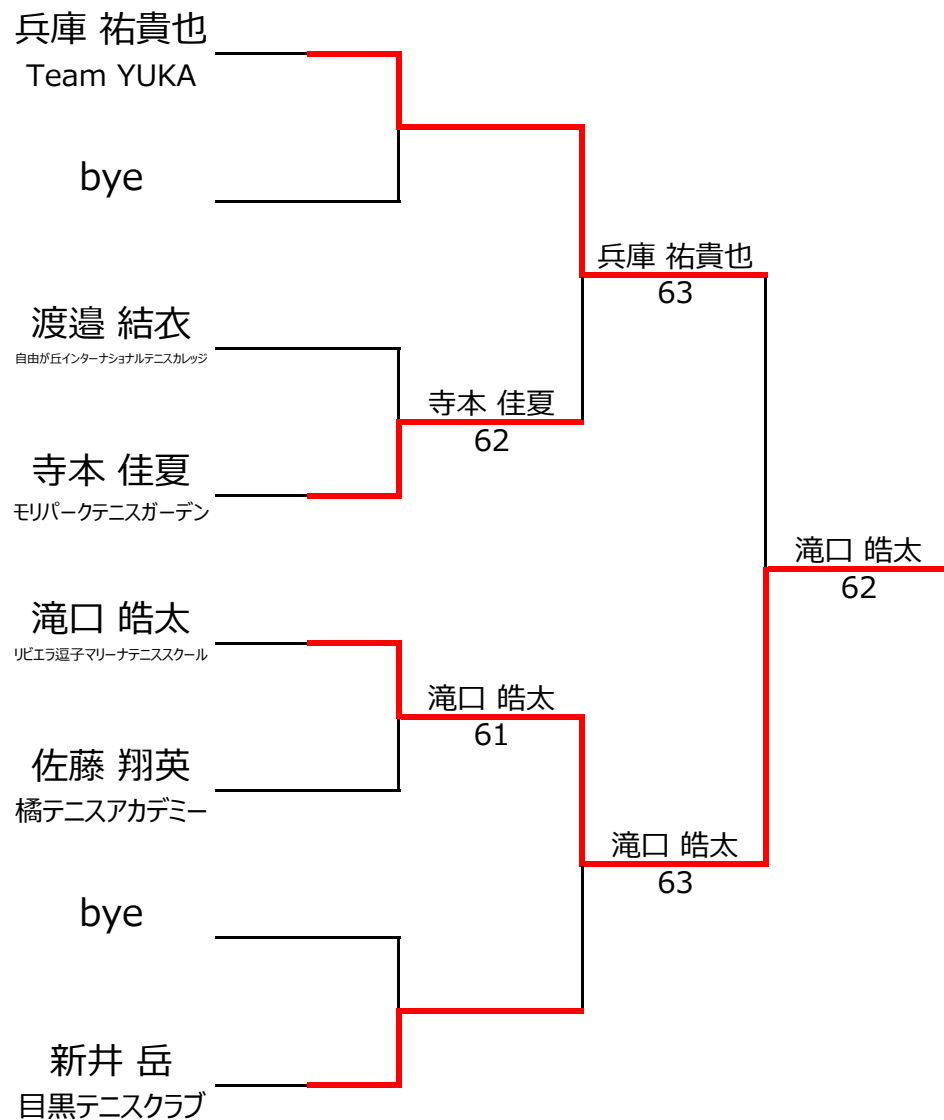 兵庫 祐貴也
Team YUKA
bye
渡邉 結衣
自由が丘インターナショナルテニスカレッジ
寺本 佳夏
モリパークテニスガーデン
滝口 皓太
リビエラ逗子マリーナテニススクール
佐藤 翔英
橘テニスアカデミー
bye
新井 岳
目黒テニスクラブ
寺本 佳夏
62
滝口 皓太
61
兵庫 祐貴也
63
滝口 皓太
63
滝口 皓太
62